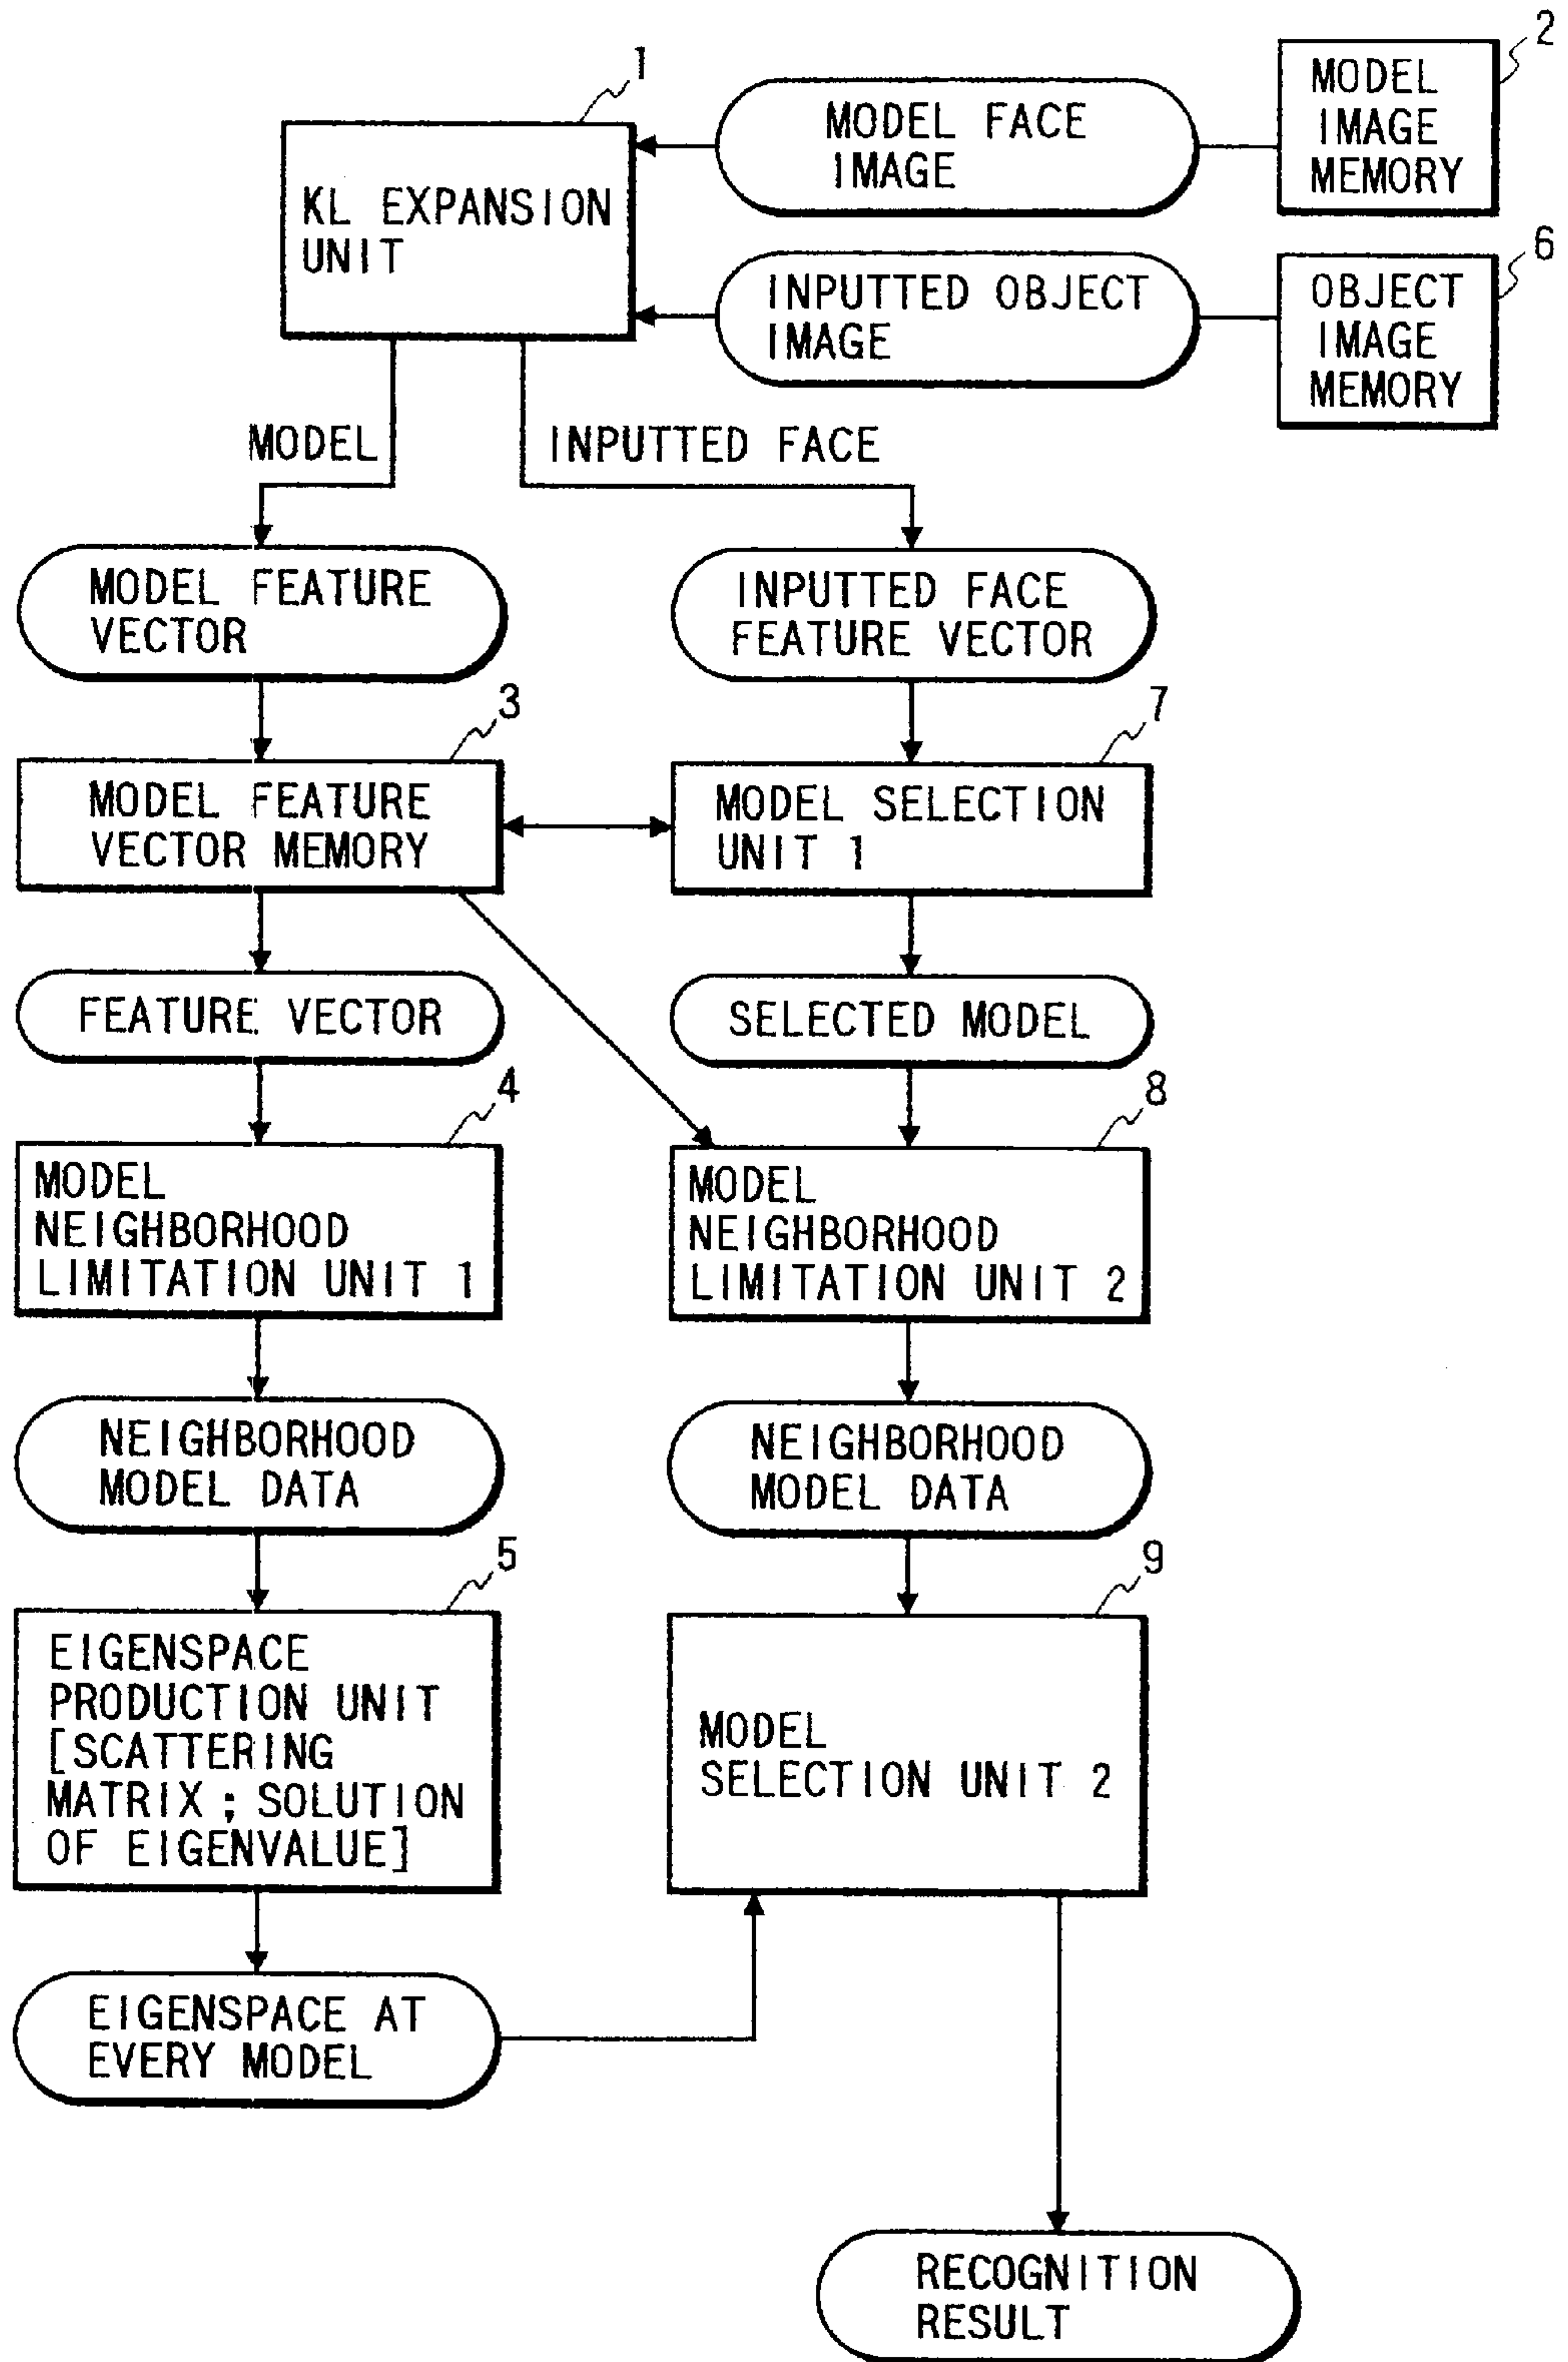 1
2
MODEL FACE
IMAGE
MODEL
IMAGE
MEMORY
KL EXPANSION
UNIT
6
INPUTTED OBJECT
IMAGE
OBJECT
IMAGE
MEMORY
MODEL
INPUTTED FACE
MODEL FEATURE
VECTOR
INPUTTED FACE
FEATURE VECTOR
3
7
MODEL FEATURE
VECTOR MEMORY
MODEL SELECTION
UNIT 1
FEATURE VECTOR
SELECTED MODEL
4
8
MODEL
NEIGHBORHOOD
LIMITATION UNIT 1
MODEL
NEIGHBORHOOD
LIMITATION UNIT 2
NEIGHBORHOOD
MODEL DATA
NEIGHBORHOOD
MODEL DATA
5
9
EIGENSPACE
PRODUCTION UNIT
[SCATTERING
MATRIX ; SOLUTION
OF EIGENVALUE]
MODEL
SELECTION UNIT 2
EIGENSPACE AT
EVERY MODEL
RECOGNITION
RESULT